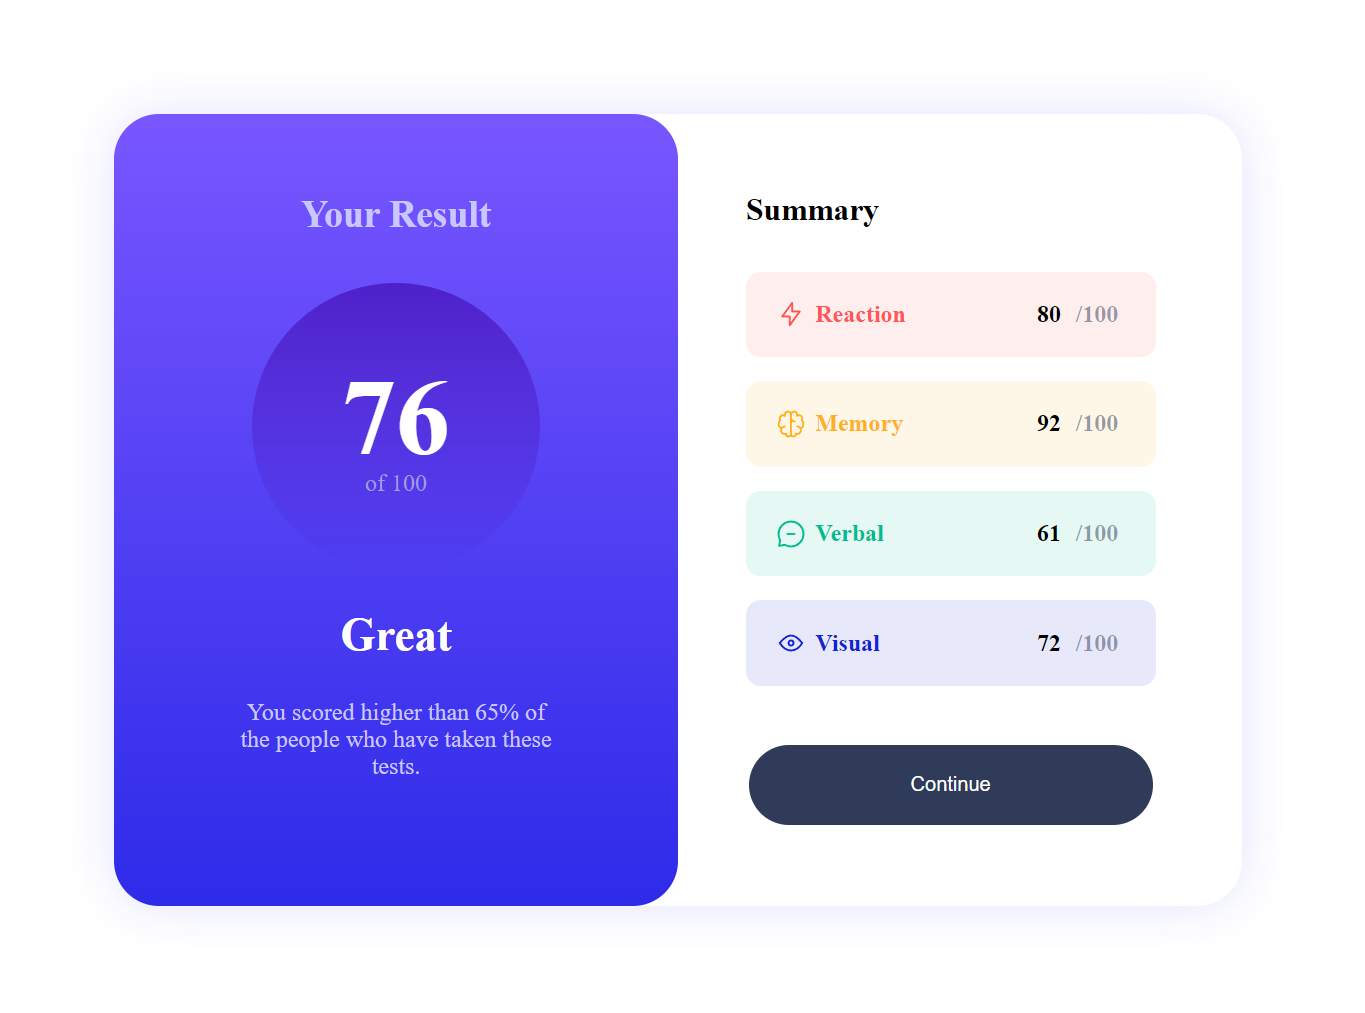 Your Result
76
of 100
Great
You scored higher than 65% of
the people who have taken these
tests.
Summary
Reaction 80 /100
Memory 92 /100
Verbal 61 /100
Visual 72 /100
Continue